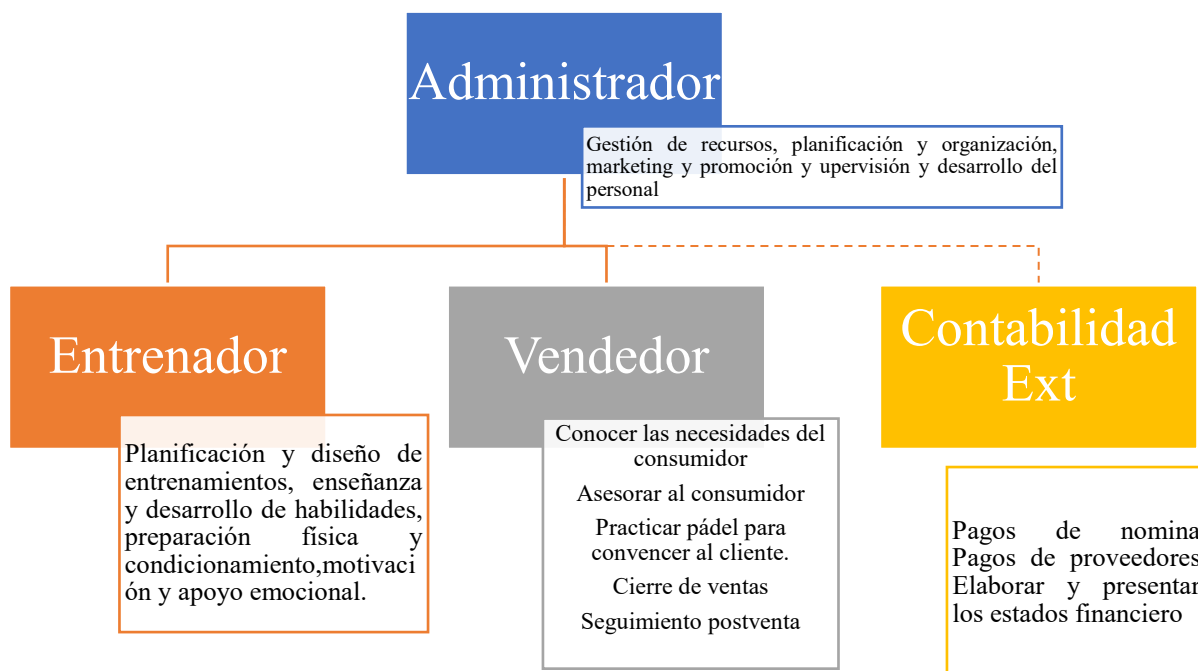 Administrador
Gestión de recursos, planificación y organización,
marketing y promoción y upervisión y desarrollo del
personal
Entrenador
Planificación y diseño de
entrenamientos, enseñanza
y desarrollo de habilidades,
preparación física y
condicionamiento,motivaci
ón y apoyo emocional.
Vendedor
Conocer las necesidades del
consumidor
Asesorar al consumidor
Practicar pádel para
convencer al cliente.
Cierre de ventas
Seguimiento postventa
Contabilidad
Ext
Pagos de nomina
Pagos de proveedores
Elaborar y presentar
los estados financiero